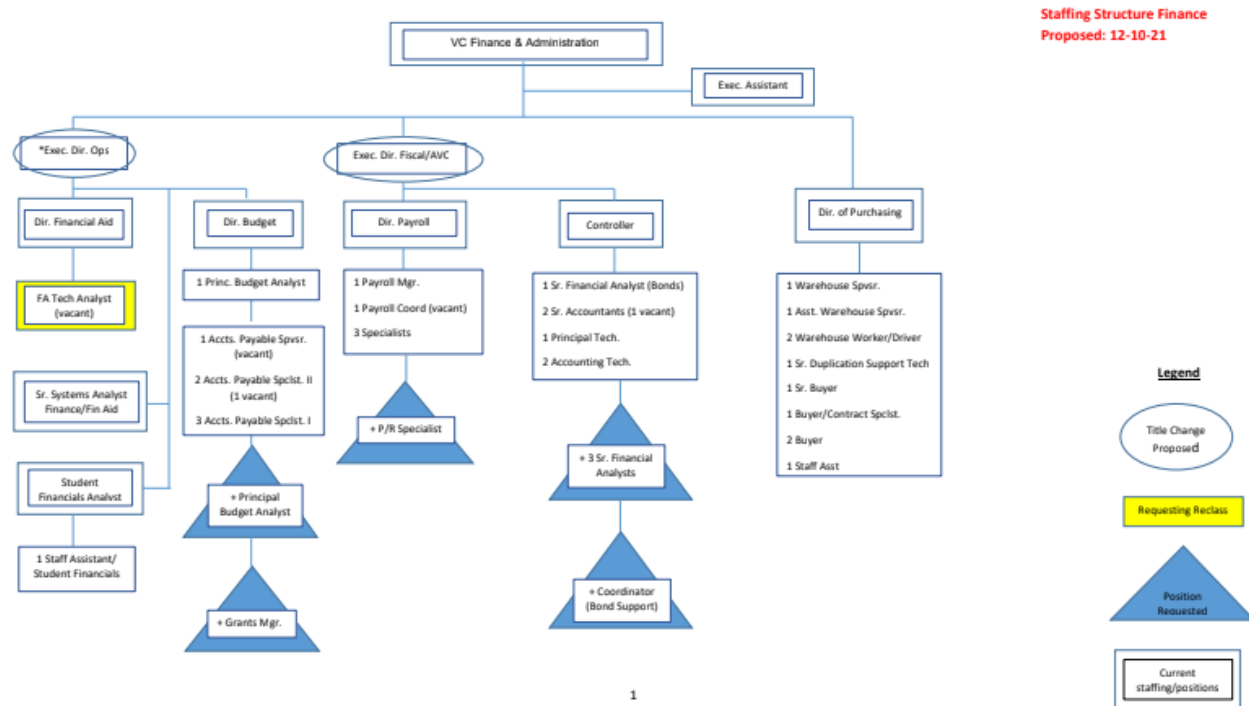 Staffing Structure Finance
Proposed: 12-10-21
VC Finance & Administration
Exec. Assistant
*Exec. Dir. Ops
Exec. Dir. Fiscal/AVC
Dir. Financial Aid
Dir. Budget
Dir. Payroll
Controller
Dir. of Purchasing
FA Tech Analyst
(vacant)
1 Princ. Budget Analyst
1 Accts. Payable Spvsr.
(vacant)
2 Accts. Payable Spclst. II
(1 vacant)
3 Accts. Payable Spclst. I
1 Payroll Mgr.
1 Payroll Coord (vacant)
3 Specialists
1 Sr. Financial Analyst (Bonds)
2 Sr. Accountants (1 vacant)
1 Principal Tech.
2 Accounting Tech.
1 Warehouse Spvsr.
1 Asst. Warehouse Spvsr.
2 Warehouse Worker/Driver
1 Sr. Duplication Support Tech
1 Sr. Buyer
1 Buyer/Contract Spclst.
2 Buyer
1 Staff Asst
Sr. Systems Analyst
Finance/Fin Aid
Student
Financials Analyst
1 Staff Assistant/
Student Financials
+ Principal
Budget Analyst
+ Grants Mgr.
+ P/R Specialist
+ 3 Sr. Financial
Analysts
+ Coordinator
(Bond Support)
Legend
Title Change
Proposed
Requesting Reclass
Position
Requested
Current
staffing/positions
1